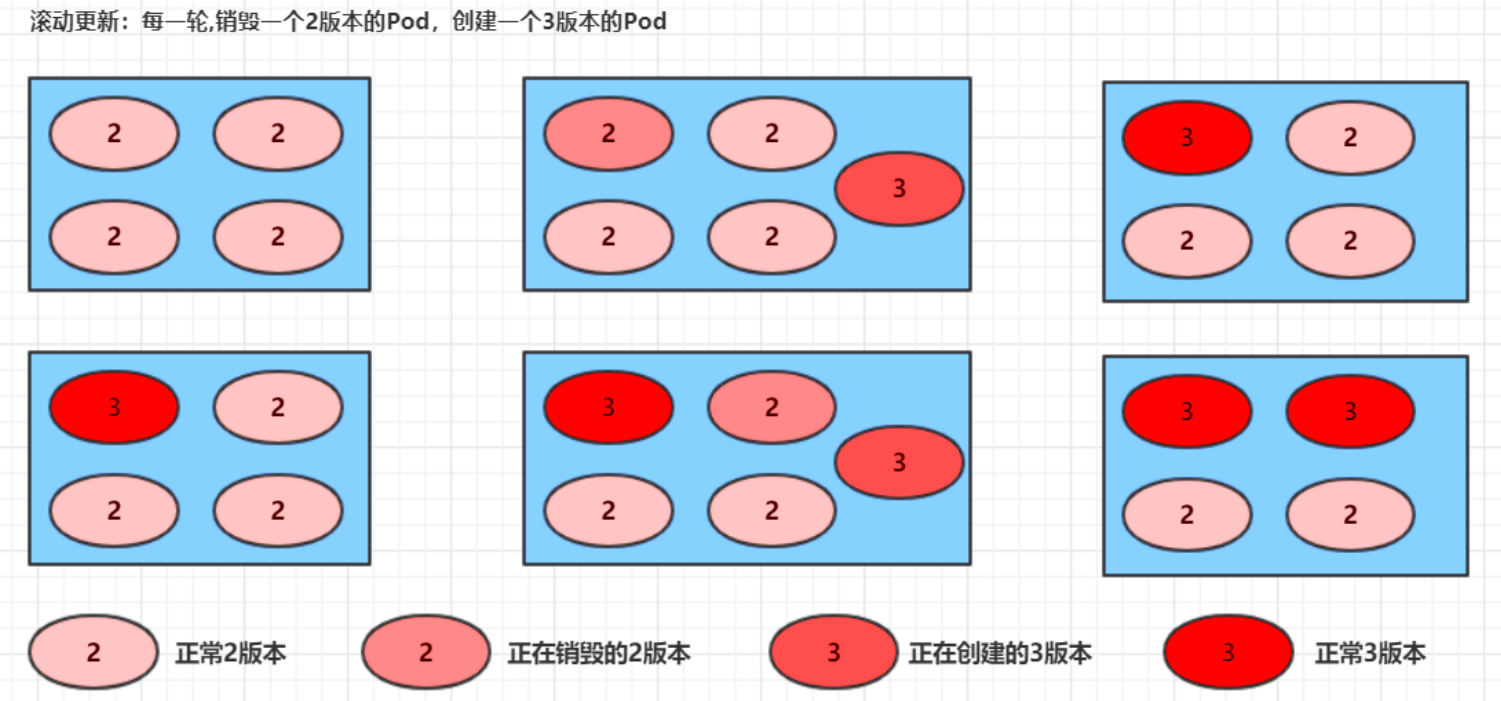 滚动更新：每一轮,销毁一个2版本的Pod，创建一个3版本的Pod
2 2 2 2 3 2
3
2 2 2 2 2 2
3 2 3 2 3 3
3
2 2 2 2 2 2
2 正常2版本 2 正在销毁的2版本 3 正在创建的3版本 3 正常3版本